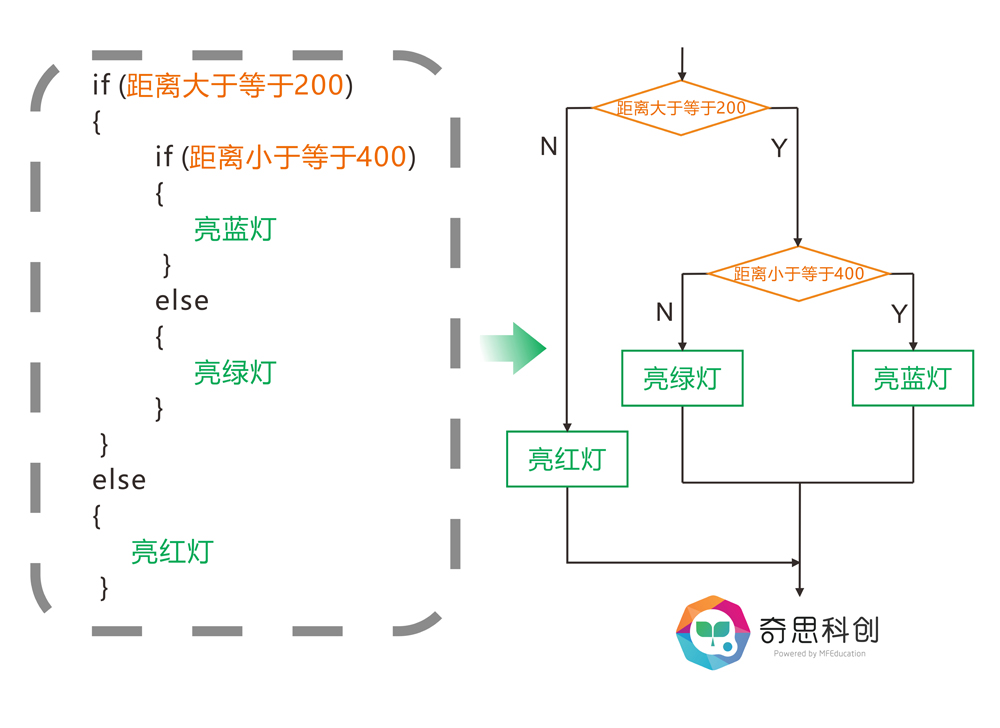 if (距离大于等于200)
{
if (距离小于等于400)
{
亮蓝灯
}
else
{
亮绿灯
}
}
else
{
亮红灯
}
距离大于等于200
N
Y
距离小于等于400
N
Y
亮绿灯
亮蓝灯
亮红灯
奇思科创
Powered by MFEducation